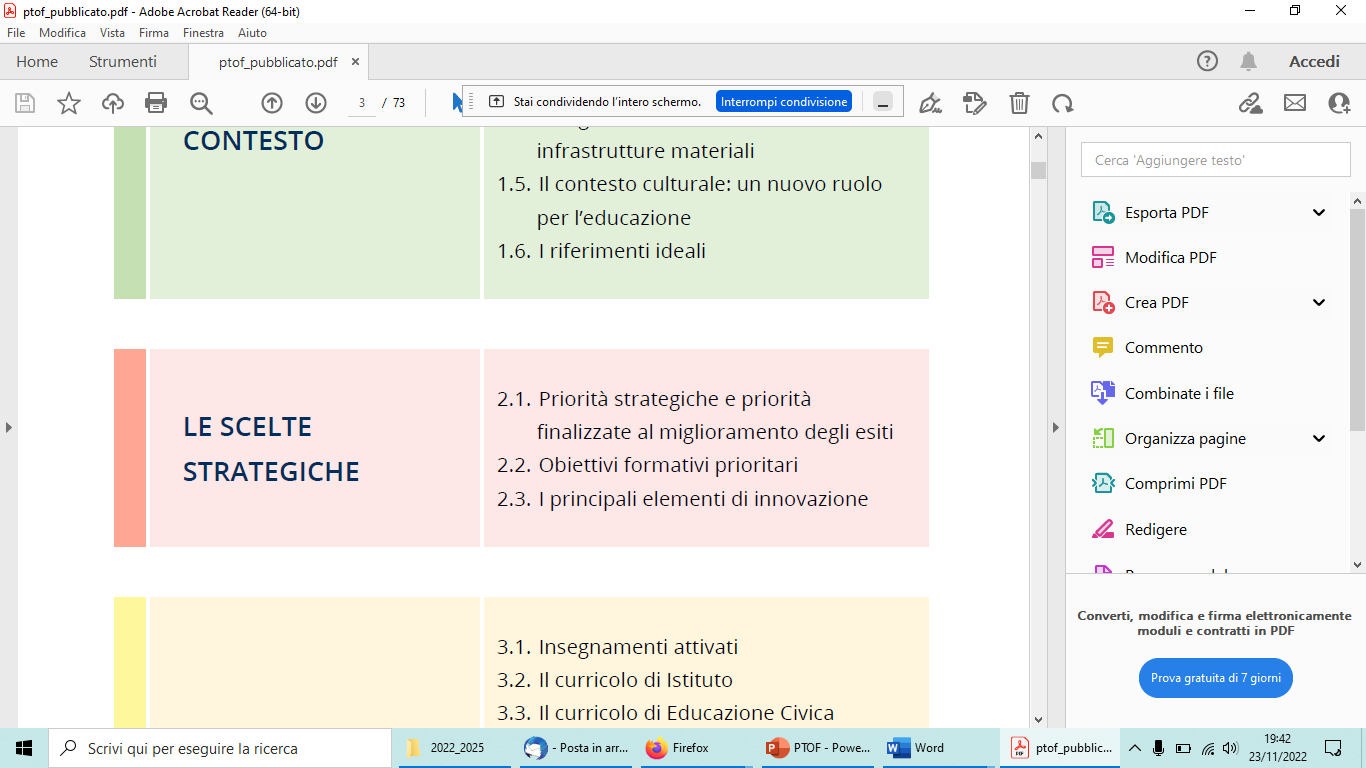 ptof_pubblicato.pdf - Adobe Acrobat Reader (64-bit)
File Modifica Vista Firma Finestra Aiuto
Home Strumenti ptof_pubblicato.pdf × Accedi
3 / 73
Stai condividendo l'intero schermo. Interrompi condivisione
CONTESTO
infrastrutture materiali
1.5. Il contesto culturale: un nuovo ruolo
per l'educazione
1.6. I riferimenti ideali
LE SCELTE
STRATEGICHE
2.1. Priorità strategiche e priorità
finalizzate al miglioramento degli esiti
2.2. Obiettivi formativi prioritari
2.3. I principali elementi di innovazione
3.1. Insegnamenti attivati
3.2. Il curricolo di Istituto
3.3. Il curricolo di Educazione Civica
Cerca 'Aggiungere testo'
Esporta PDF
Modifica PDF
Crea PDF
Commento
Combinate i file
Organizza pagine
Comprimi PDF
Redigere
Converti, modifica e firma elettronicamente
moduli e contratti in PDF
Prova gratuita di 7 giorni
Scrivi qui per eseguire la ricerca
2022_2025
- Posta in arr...
Firefox
PTOF - Powe...
Word
ptof_pubblic...
19:42
23/11/2022